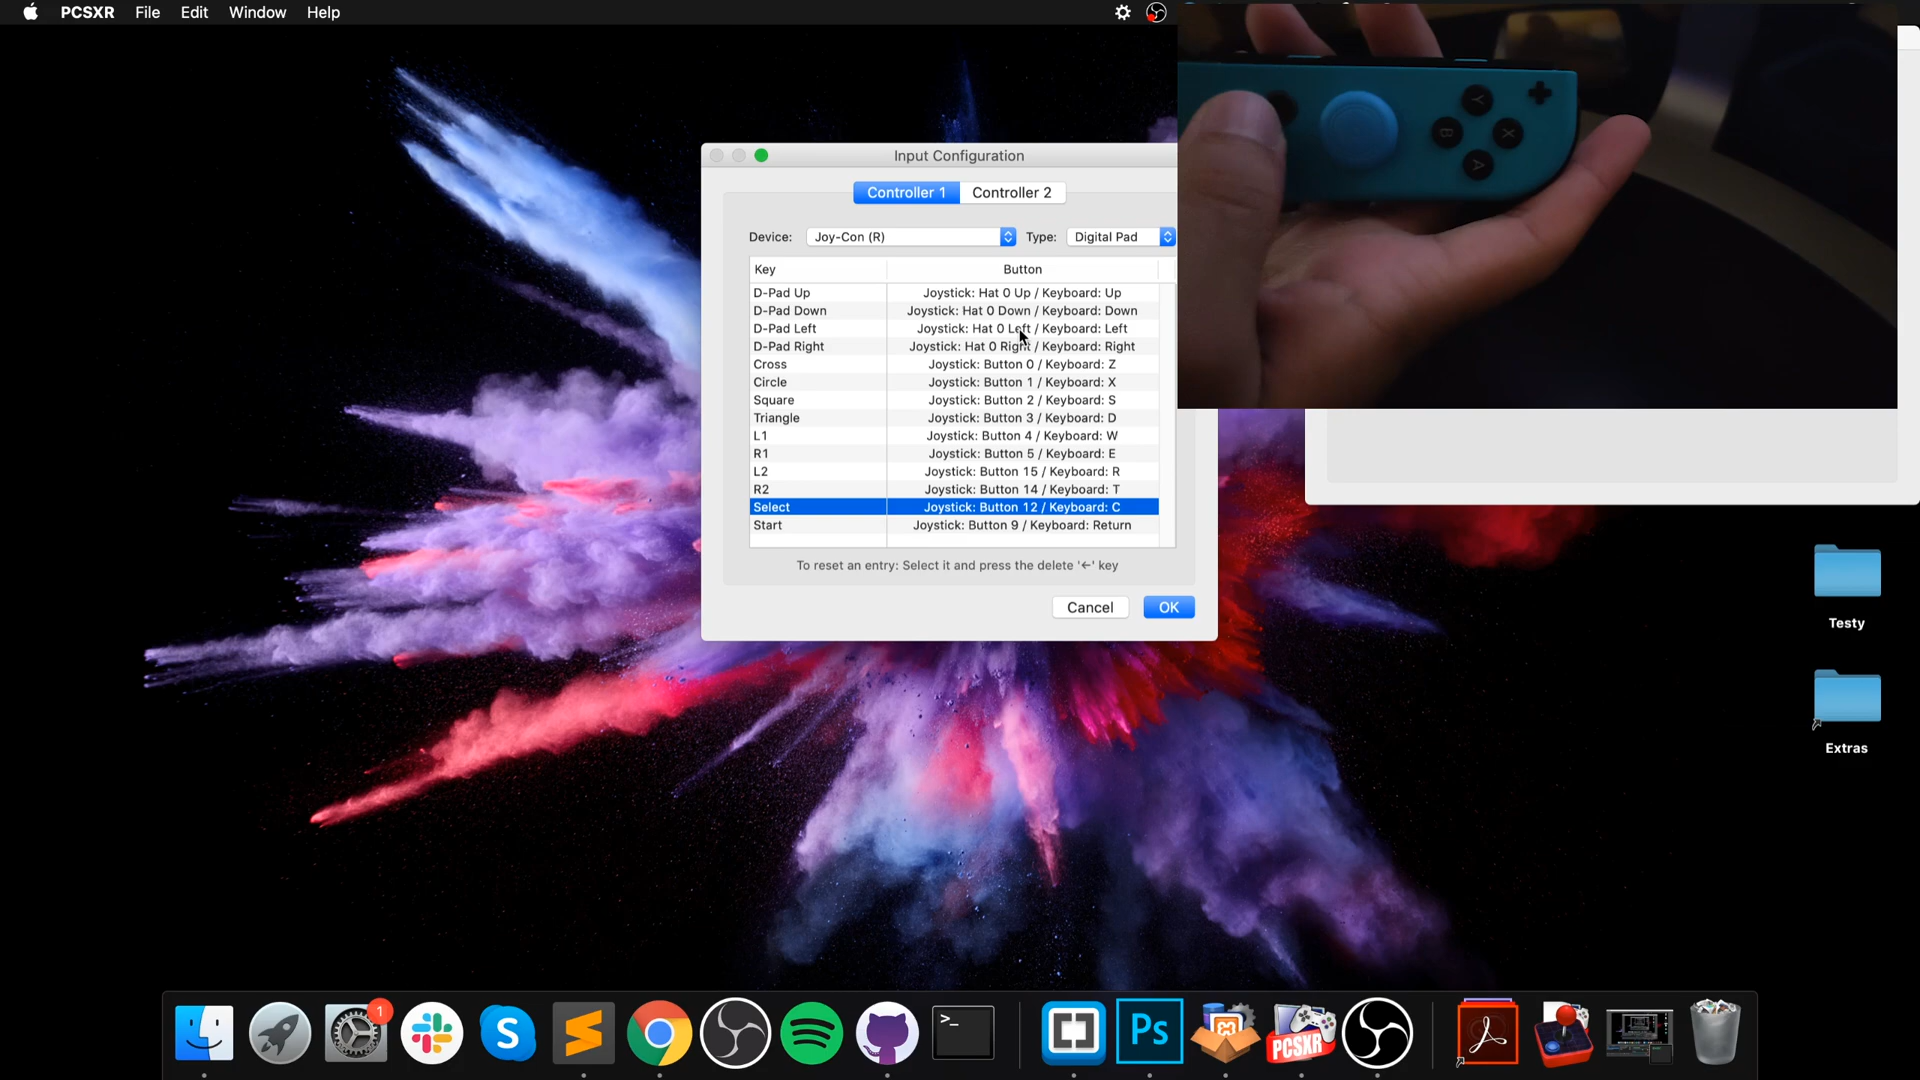 PCSXR File Edit Window Help
Input Configuration
Controller 1 Controller 2
Device: Joy-Con (R) Type: Digital Pad
Key Button
D-Pad Up Joystick: Hat 0 Up / Keyboard: Up
D-Pad Down Joystick: Hat 0 Down / Keyboard: Down
D-Pad Left Joystick: Hat 0 Left / Keyboard: Left
D-Pad Right Joystick: Hat 0 Right / Keyboard: Right
Cross Joystick: Button 0 / Keyboard: Z
Circle Joystick: Button 1 / Keyboard: X
Square Joystick: Button 2 / Keyboard: S
Triangle Joystick: Button 3 / Keyboard: D
L1 Joystick: Button 4 / Keyboard: W
R1 Joystick: Button 5 / Keyboard: E
L2 Joystick: Button 15 / Keyboard: R
R2 Joystick: Button 14 / Keyboard: T
Select Joystick: Button 12 / Keyboard: C
Start Joystick: Button 9 / Keyboard: Return
To reset an entry: Select it and press the delete '←' key
Cancel OK
Y
B X
A
Testy
Extras
1
S
>_
Ps
PCSXR